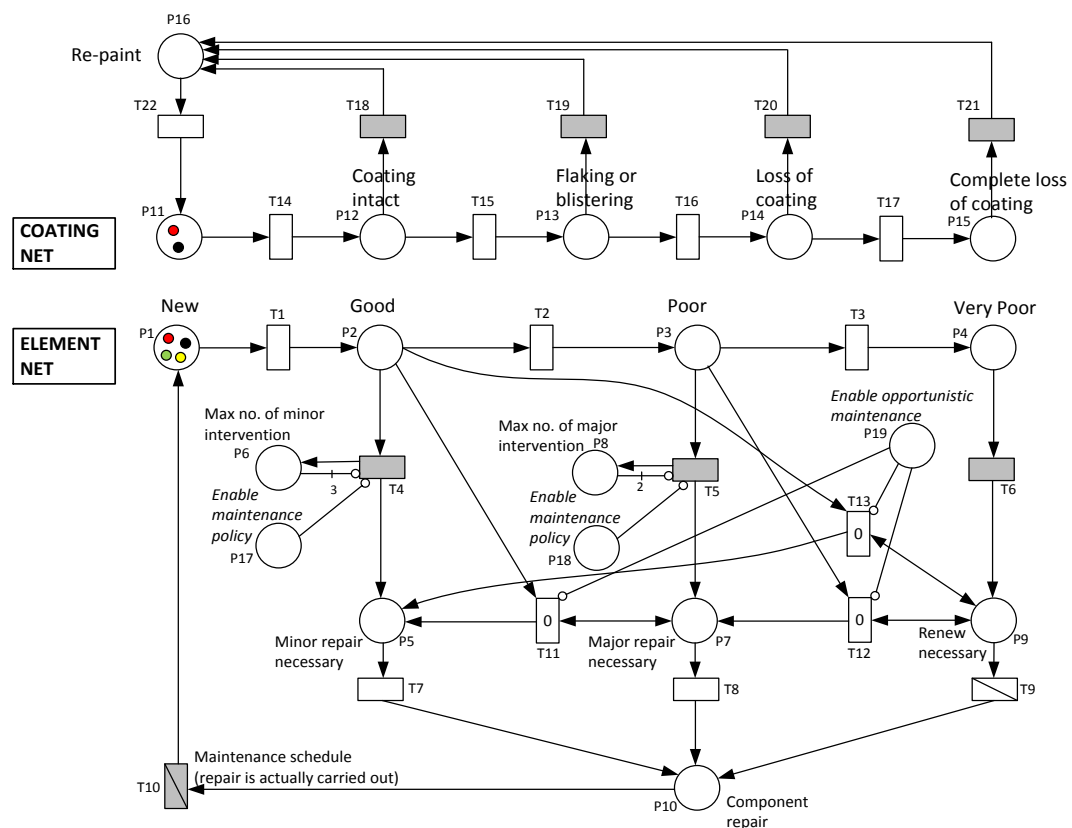 P16
Re-paint
T22
T18
T19
T20
T21
Coating
intact
Flaking or
blistering
Loss of
coating
Complete loss
of coating
P11
T14
P12
T15
P13
T16
P14
T17
P15
COATING
NET
New
Good
Poor
Very Poor
ELEMENT
NET
P1
T1
P2
T2
P3
T3
P4
Max no. of minor
intervention
P6
3
T4
Enable
maintenance
policy
P17
Max no. of major
intervention
P8
2
T5
Enable
maintenance
policy
P18
Enable opportunistic
maintenance
P19
T6
T13
0
Minor repair
necessary
P5
0
T11
Major repair
necessary
P7
0
T12
Renew
necessary
P9
T7
T8
T9
Maintenance schedule
(repair is actually carried out)
T10
P10
Component
repair